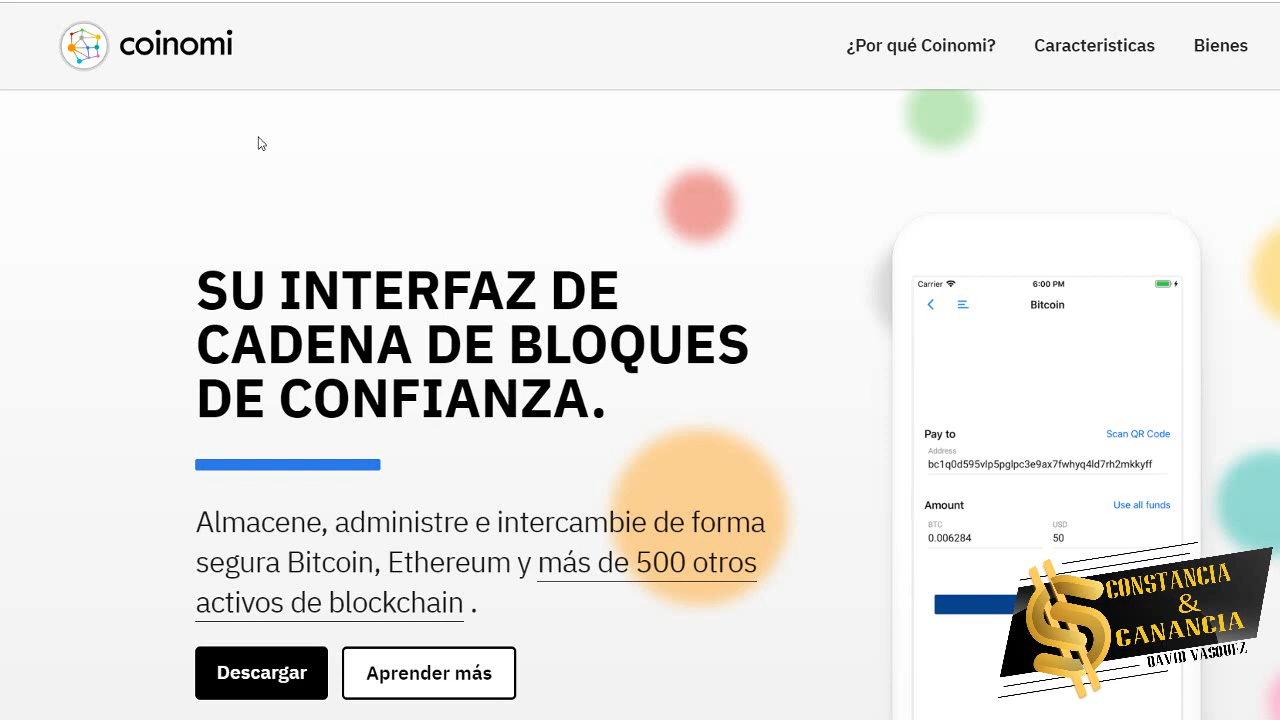 coinomi
¿Por qué Coinomi? Caracteristicas Bienes
SU INTERFAZ DE
CADENA DE BLOQUES
DE CONFIANZA.
Almacene, administre e intercambie de forma
segura Bitcoin, Ethereum y más de 500 otros
activos de blockchain .
Descargar Aprender más
Carrier 6:00 PM
Bitcoin
Pay to Scan QR Code
Address
bc1q0d595vlp5pglpc3e9ax7fwhyq4ld7rh2mkkyff
Amount Use all funds
BTC USD
0.006284 50
CONSTANCIA
&
GANANCIA
DAVID VASQUEZ